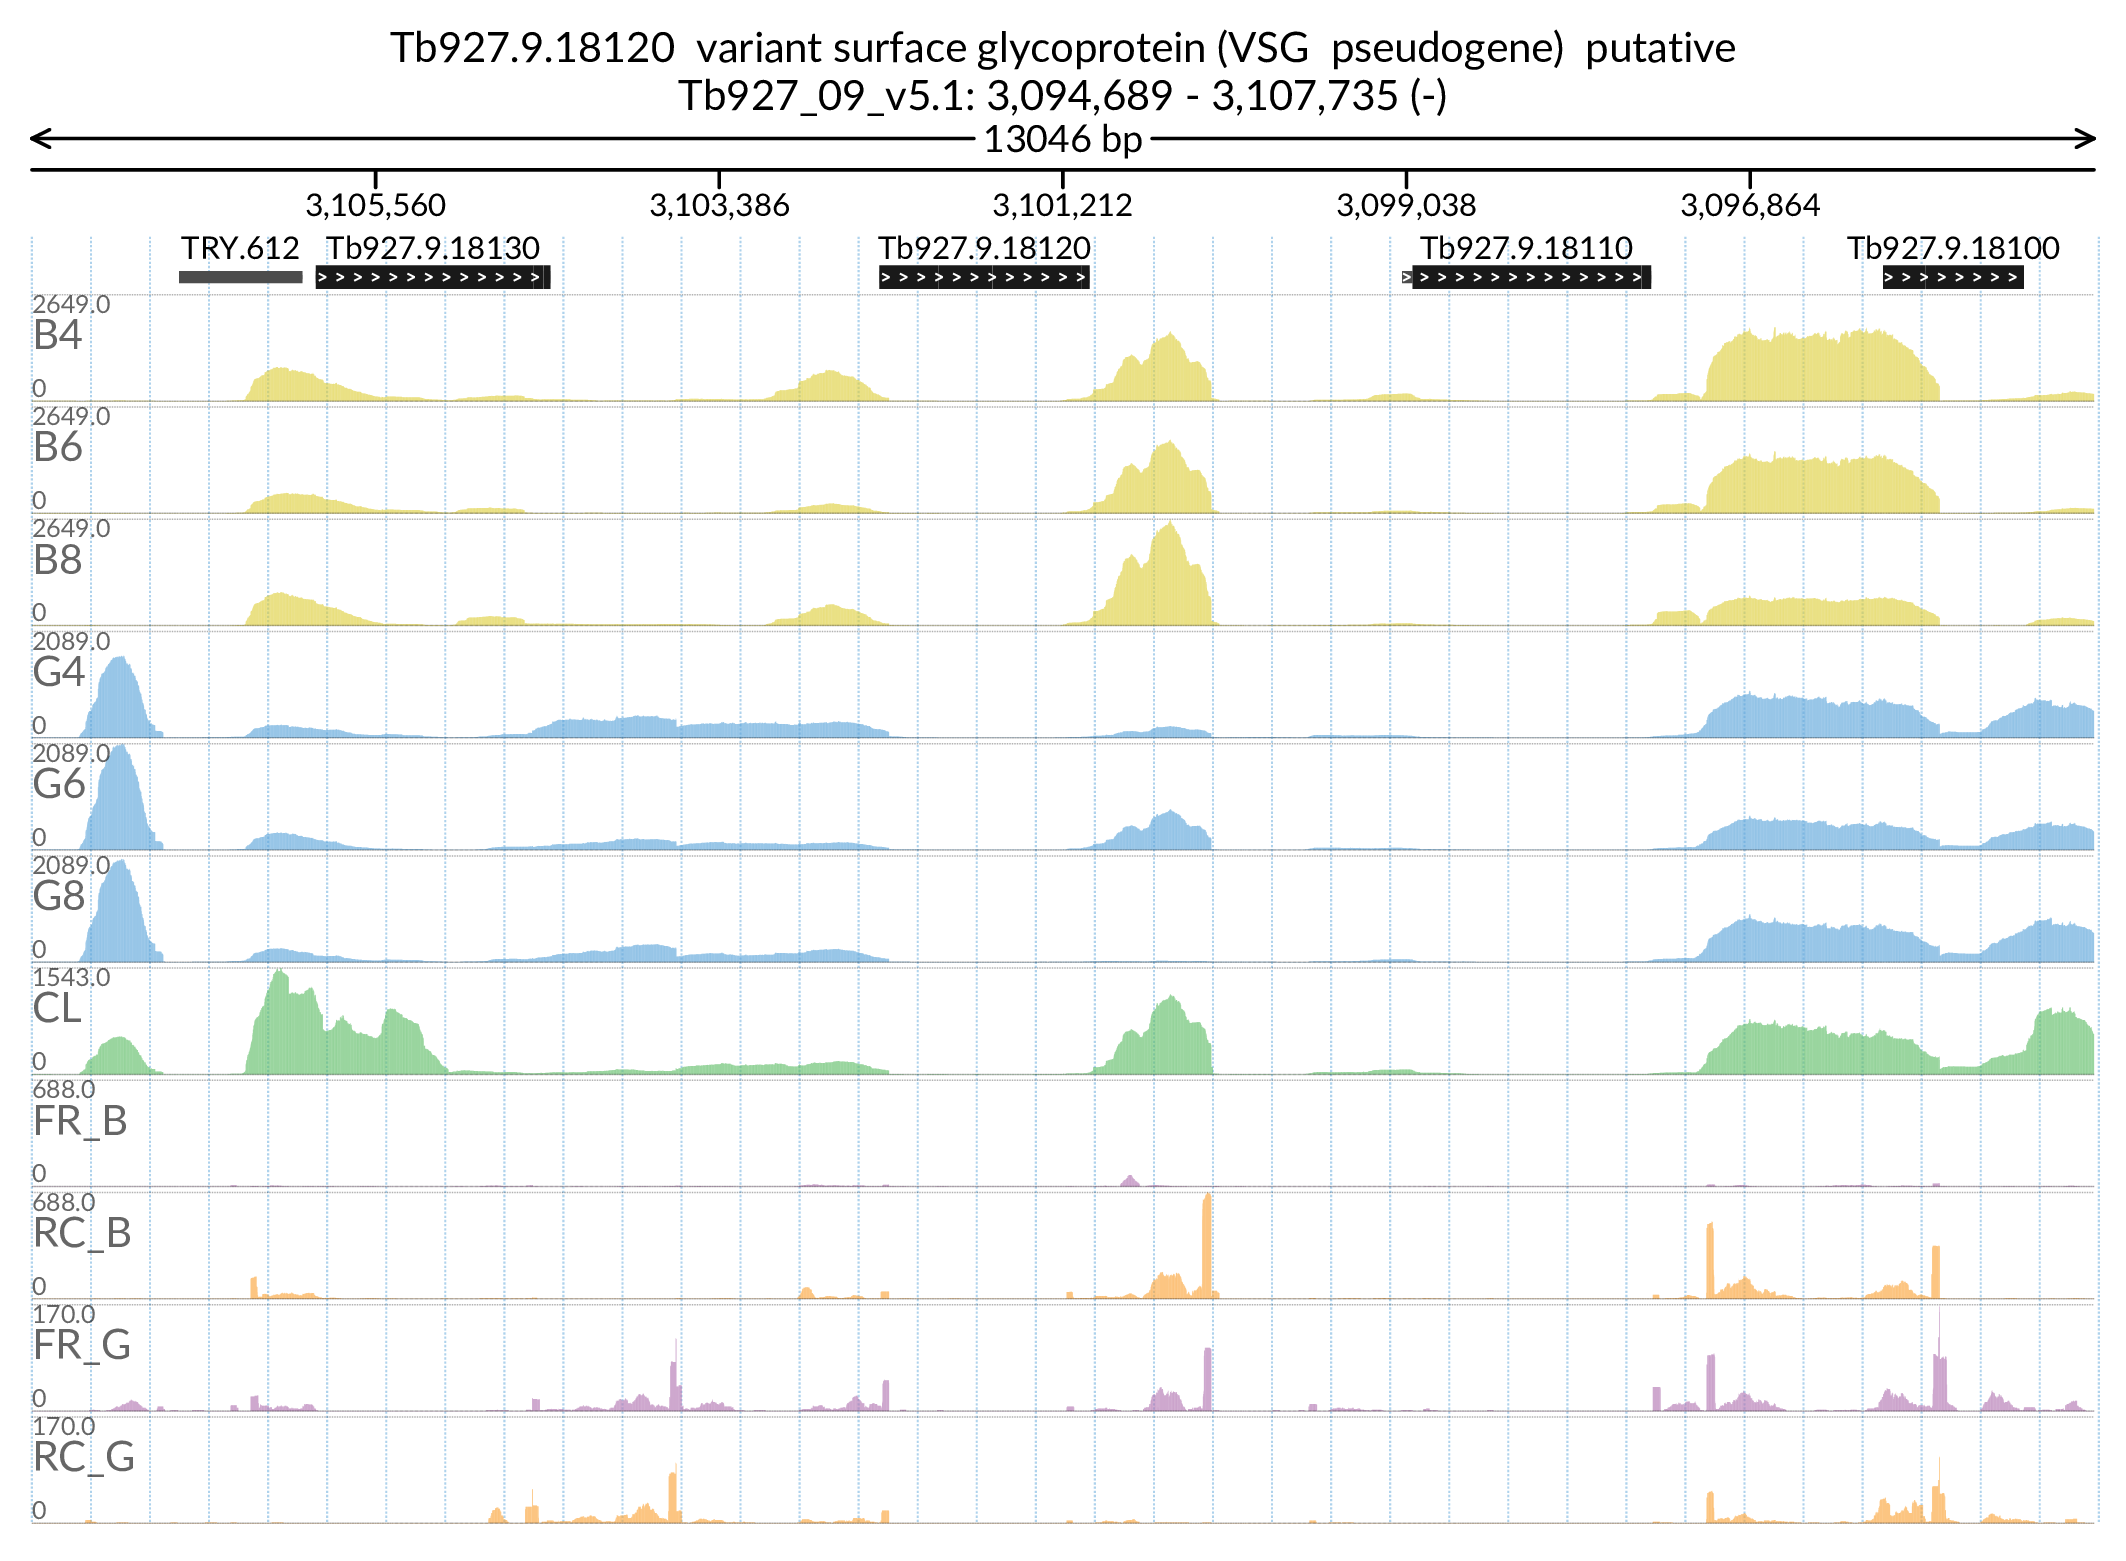 Tb927.9.18120 variant surface glycoprotein (VSG pseudogene) putative
Tb927_09_v5.1: 3,094,689 - 3,107,735 (-)
13046 bp
3,105,560 3,103,386 3,101,212 3,099,038 3,096,864
TRY.612 Tb927.9.18130 Tb927.9.18120 Tb927.9.18110 Tb927.9.18100
2649.0
B4
0
2649.0
B6
0
2649.0
B8
0
2089.0
G4
0
2089.0
G6
0
2089.0
G8
0
1543.0
CL
0
688.0
FR_B
0
688.0
RC_B
0
170.0
FR_G
0
170.0
RC_G
0